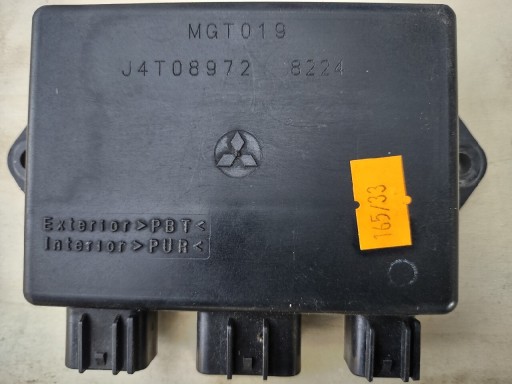 MGT019
J4T08972 8224
165/33
Exterior>PBT<
Interior>PUR<